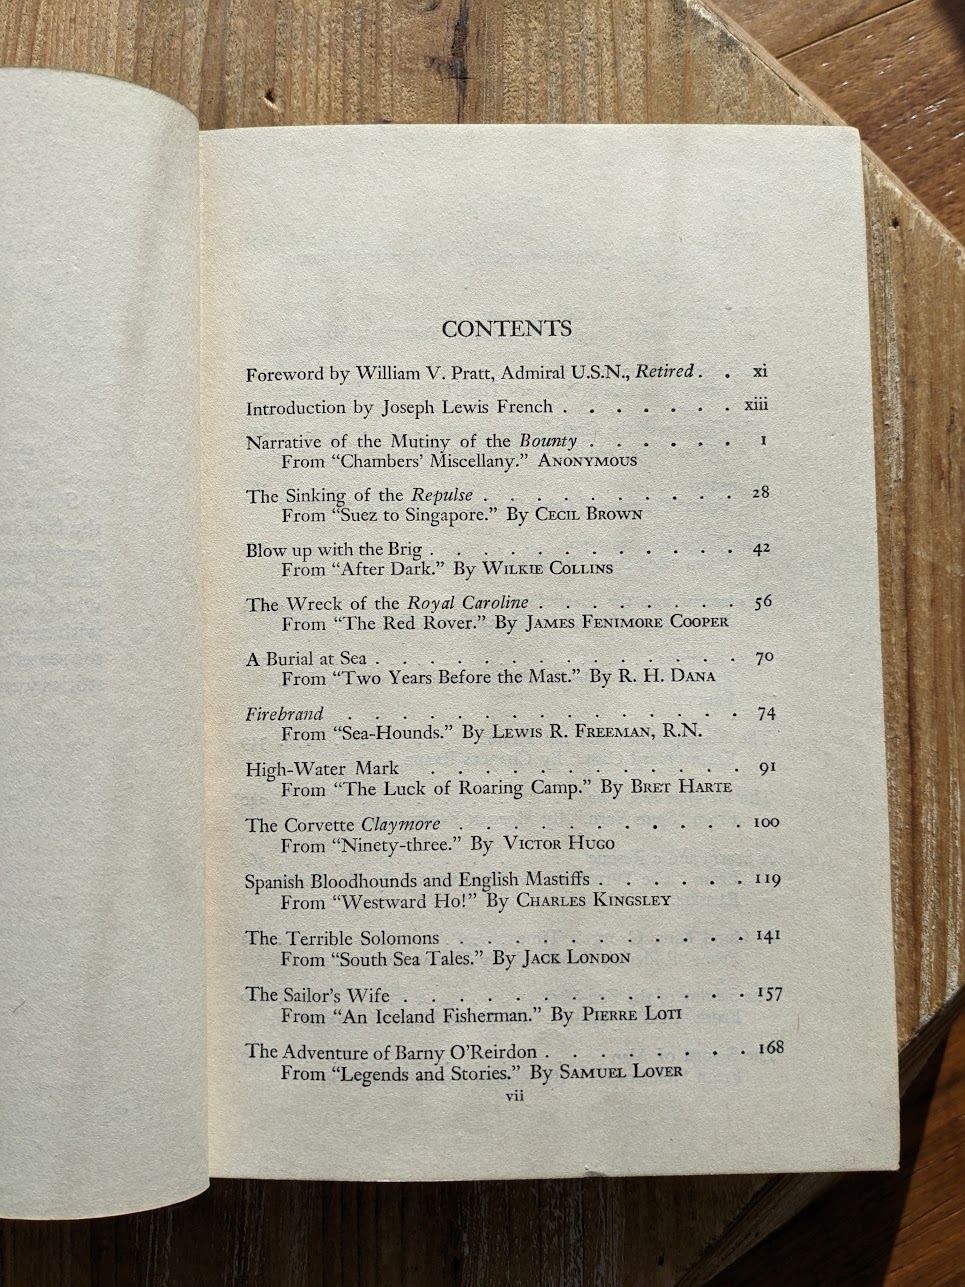 CONTENTS
Foreword by William V. Pratt, Admiral U.S.N., Retired . . xi
Introduction by Joseph Lewis French . . . . . . . xiii
Narrative of the Mutiny of the Bounty . . . . . . 1
From “Chambers’ Miscellany.” ANONYMOUS
The Sinking of the Repulse . . . . . . . . . . 28
From “Suez to Singapore.” By CECIL BROWN
Blow up with the Brig . . . . . . . . . . . . 42
From “After Dark.” By WILKIE COLLINS
The Wreck of the Royal Caroline . . . . . . . . 56
From “The Red Rover.” By JAMES FENIMORE COOPER
A Burial at Sea . . . . . . . . . . . . . . 70
From “Two Years Before the Mast.” By R. H. DANA
Firebrand . . . . . . . . . . . . . . . 74
From “Sea-Hounds.” By LEWIS R. FREEMAN, R.N.
High-Water Mark . . . . . . . . . . . . 91
From “The Luck of Roaring Camp.” By BRET HARTE
The Corvette Claymore . . . . . . . . . . . 100
From “Ninety-three.” By VICTOR HUGO
Spanish Bloodhounds and English Mastiffs . . . . . . 119
From “Westward Ho!” By CHARLES KINGSLEY
The Terrible Solomons . . . . . . . . . . . 141
From “South Sea Tales.” By JACK LONDON
The Sailor’s Wife . . . . . . . . . . . . . 157
From “An Iceland Fisherman.” By PIERRE LOTI
The Adventure of Barny O’Reirdon . . . . . . . . 168
From “Legends and Stories.” By SAMUEL LOVER
vii